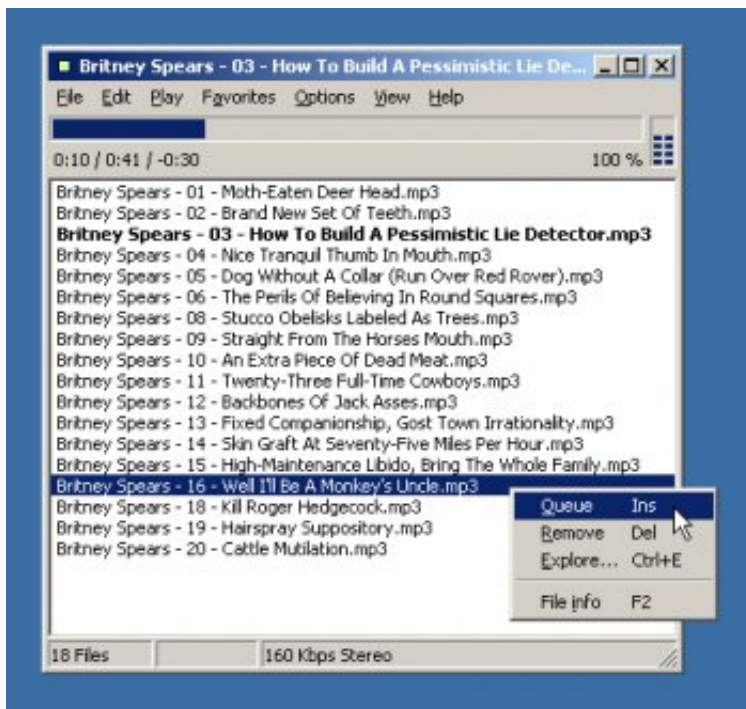 Britney Spears - 03 - How To Build A Pessimistic Lie De...
File Edit Play Favorites Options View Help
0:10 / 0:41 / -0:30 100 %
Britney Spears - 01 - Moth-Eaten Deer Head.mp3
Britney Spears - 02 - Brand New Set Of Teeth.mp3
Britney Spears - 03 - How To Build A Pessimistic Lie Detector.mp3
Britney Spears - 04 - Nice Tranquil Thumb In Mouth.mp3
Britney Spears - 05 - Dog Without A Collar (Run Over Red Rover).mp3
Britney Spears - 06 - The Perils Of Believing In Round Squares.mp3
Britney Spears - 08 - Stucco Obelisks Labeled As Trees.mp3
Britney Spears - 09 - Straight From The Horses Mouth.mp3
Britney Spears - 10 - An Extra Piece Of Dead Meat.mp3
Britney Spears - 11 - Twenty-Three Full-Time Cowboys.mp3
Britney Spears - 12 - Backbones Of Jack Asses.mp3
Britney Spears - 13 - Fixed Companionship, Gost Town Irrationality.mp3
Britney Spears - 14 - Skin Graft At Seventy-Five Miles Per Hour.mp3
Britney Spears - 15 - High-Maintenance Libido, Bring The Whole Family.mp3
Britney Spears - 16 - Well I'll Be A Monkey's Uncle.mp3
Britney Spears - 18 - Kill Roger Hedgecock.mp3
Britney Spears - 19 - Hairspray Suppository.mp3
Britney Spears - 20 - Cattle Mutilation.mp3
Queue Ins
Remove Del
Explore... Ctrl+E
File info F2
18 Files 160 Kbps Stereo